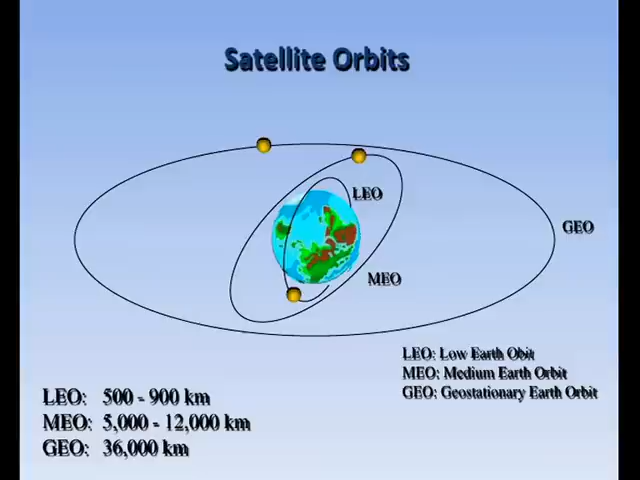 Satellite Orbits
LEO
GEO
MEO
LEO: Low Earth Obit
MEO: Medium Earth Orbit
GEO: Geostationary Earth Orbit
LEO: 500 - 900 km
MEO: 5,000 - 12,000 km
GEO: 36,000 km